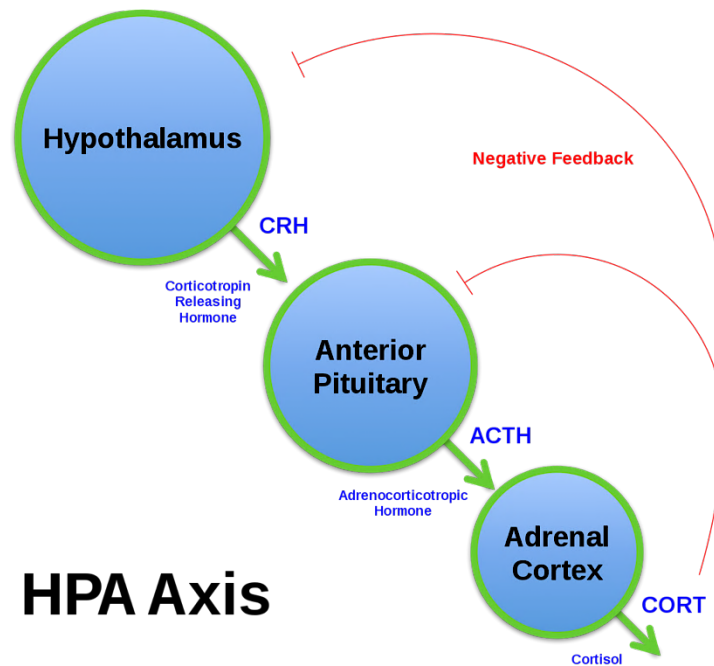 Hypothalamus
Negative Feedback
CRH
Corticotropin
Releasing
Hormone
Anterior
Pituitary
ACTH
Adrenocorticotropic
Hormone
Adrenal
Cortex
HPA Axis
CORT
Cortisol